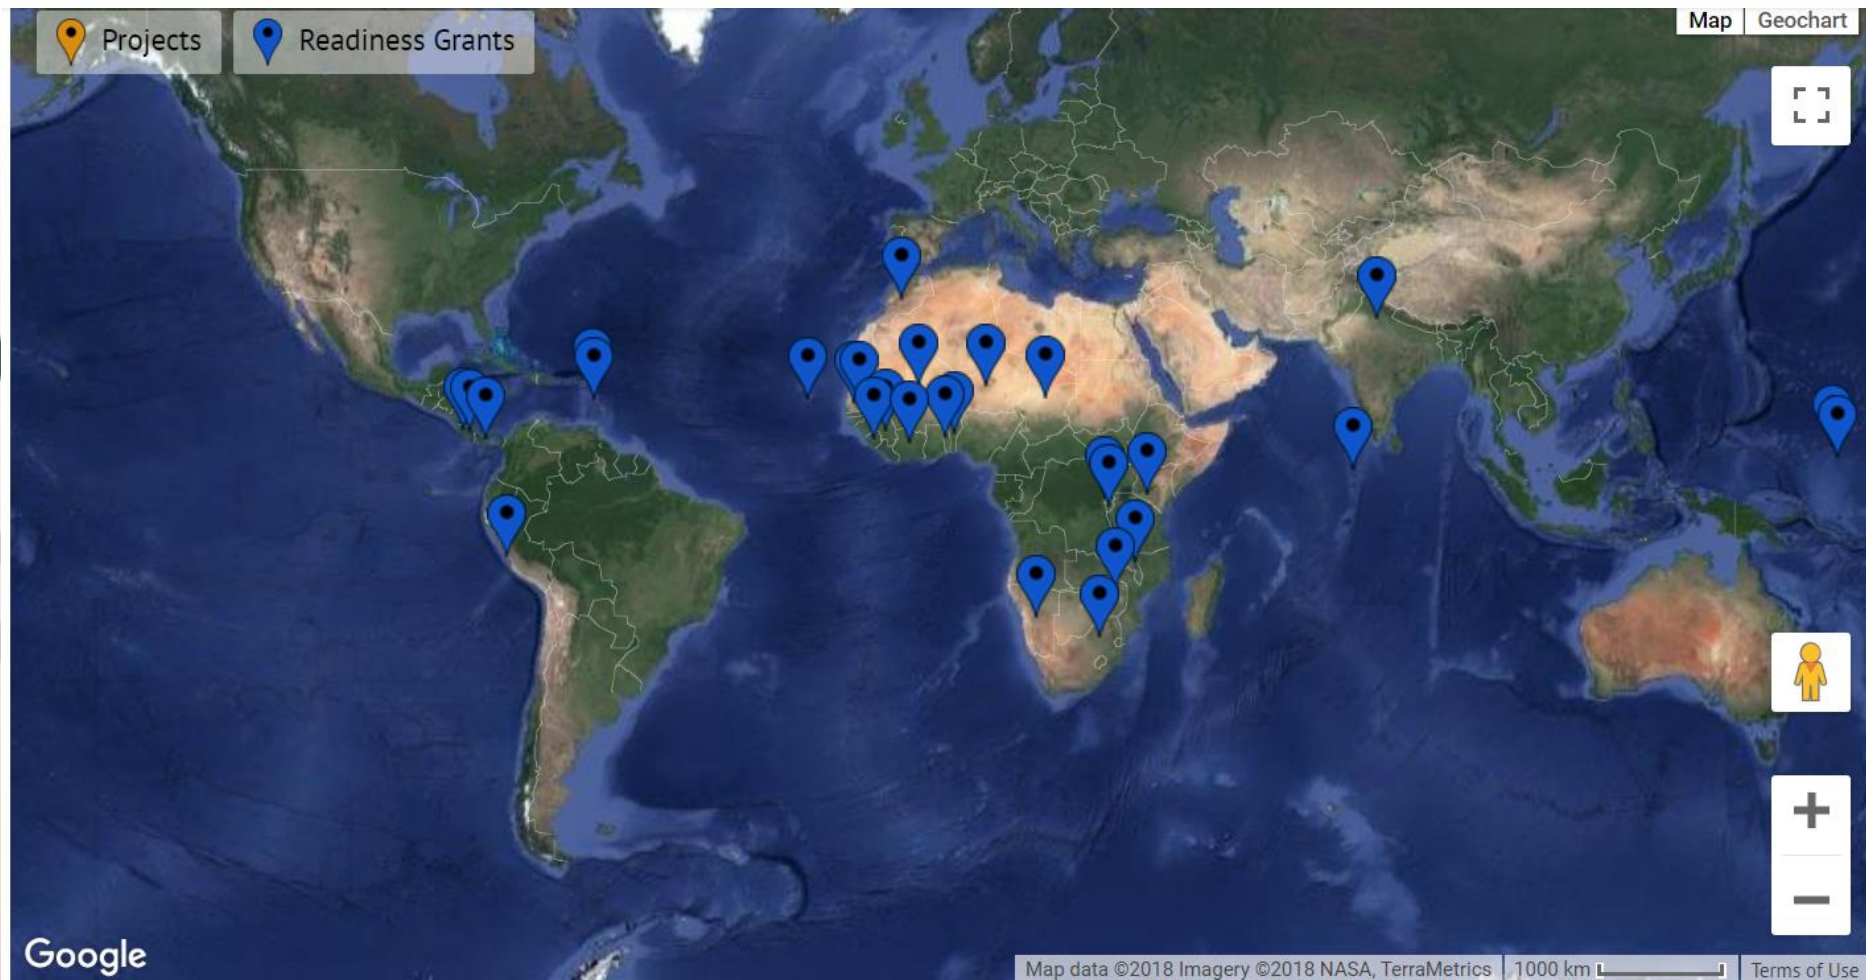 Projects
Readiness Grants
Map
Geochart
Google
Map data ©2018 Imagery ©2018 NASA, TerraMetrics
1000 km
Terms of Use